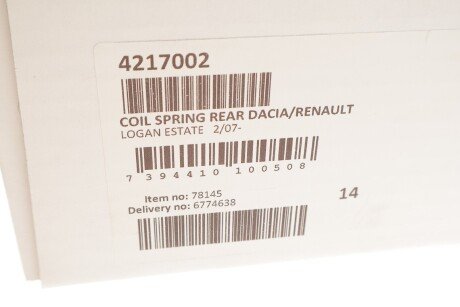 4217002
COIL SPRING REAR DACIA/RENAULT
LOGAN ESTATE 2/07-
7 394410 100508
Item no: 78145
Delivery no: 6774638
14